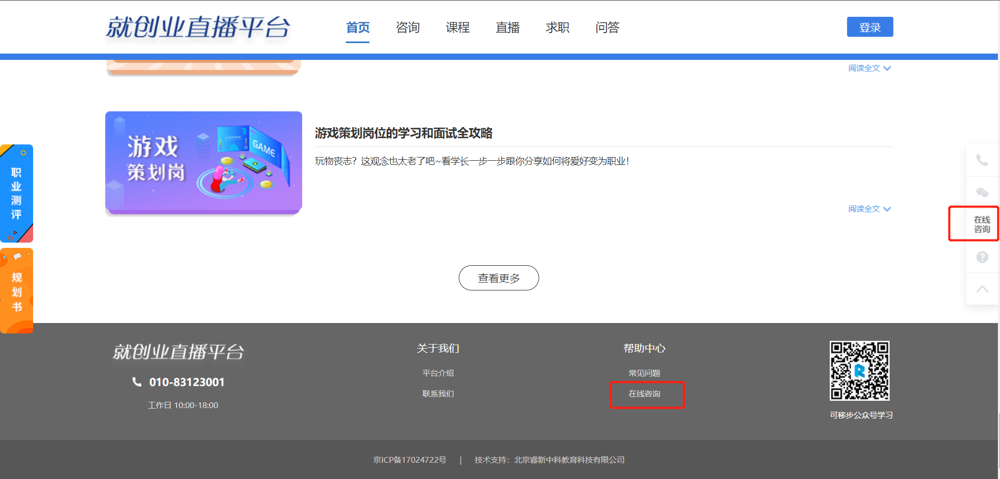 就创业直播平台
首页
咨询
课程
直播
求职
问答
登录
阅读全文
游戏
策划岗
CHAMPION
GAME
游戏策划岗位的学习和面试全攻略
玩物丧志？这观念也太老了吧~看学长一步一步跟你分享如何将爱好变为职业！
阅读全文
职业测评
规划书
在线
咨询
查看更多
就创业直播平台
010-83123001
工作日 10:00-18:00
关于我们
平台介绍
联系我们
帮助中心
常见问题
在线咨询
可移步公众号学习
京ICP备17024722号 | 技术支持：北京睿新中科教育科技有限公司